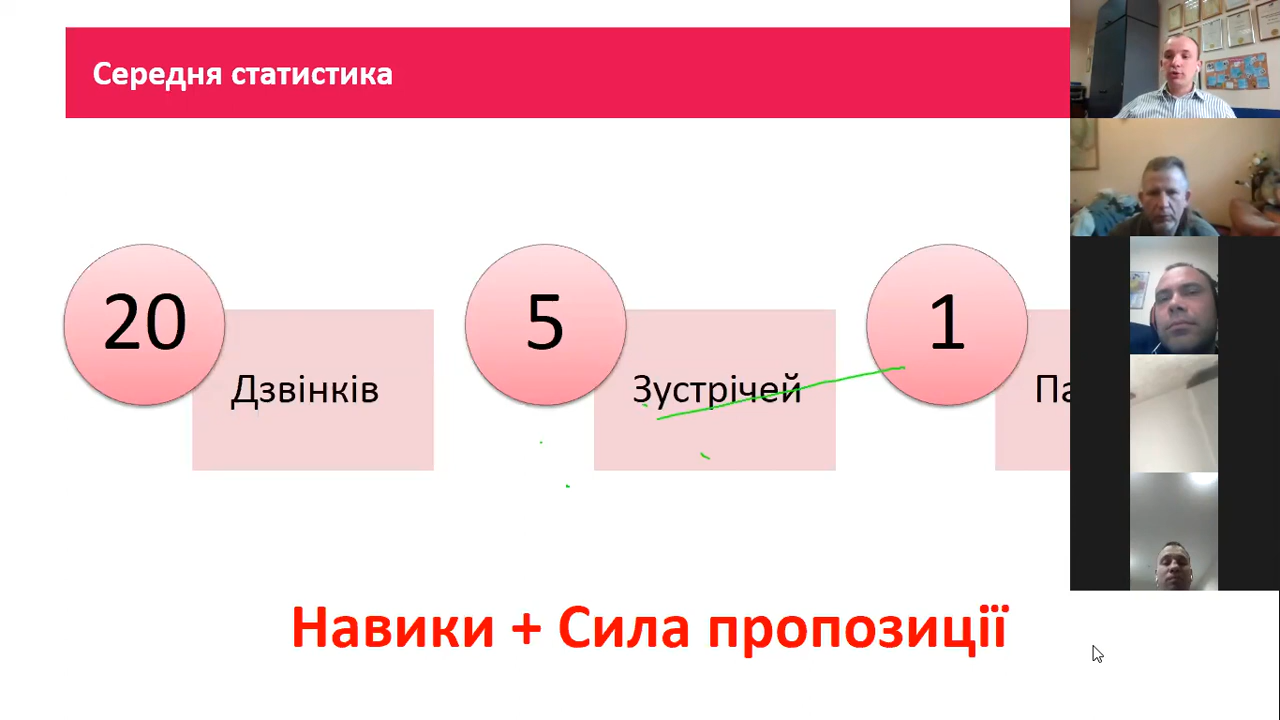 Середня статистика
20
Дзвінків
5
Зустрічей
1
Навики + Сила пропозиції